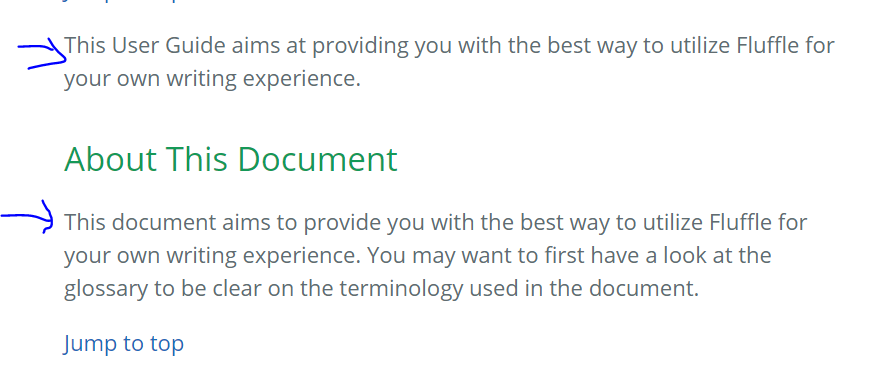 This User Guide aims at providing you with the best way to utilize Fluffle for
your own writing experience.
About This Document
This document aims to provide you with the best way to utilize Fluffle for
your own writing experience. You may want to first have a look at the
glossary to be clear on the terminology used in the document.
Jump to top